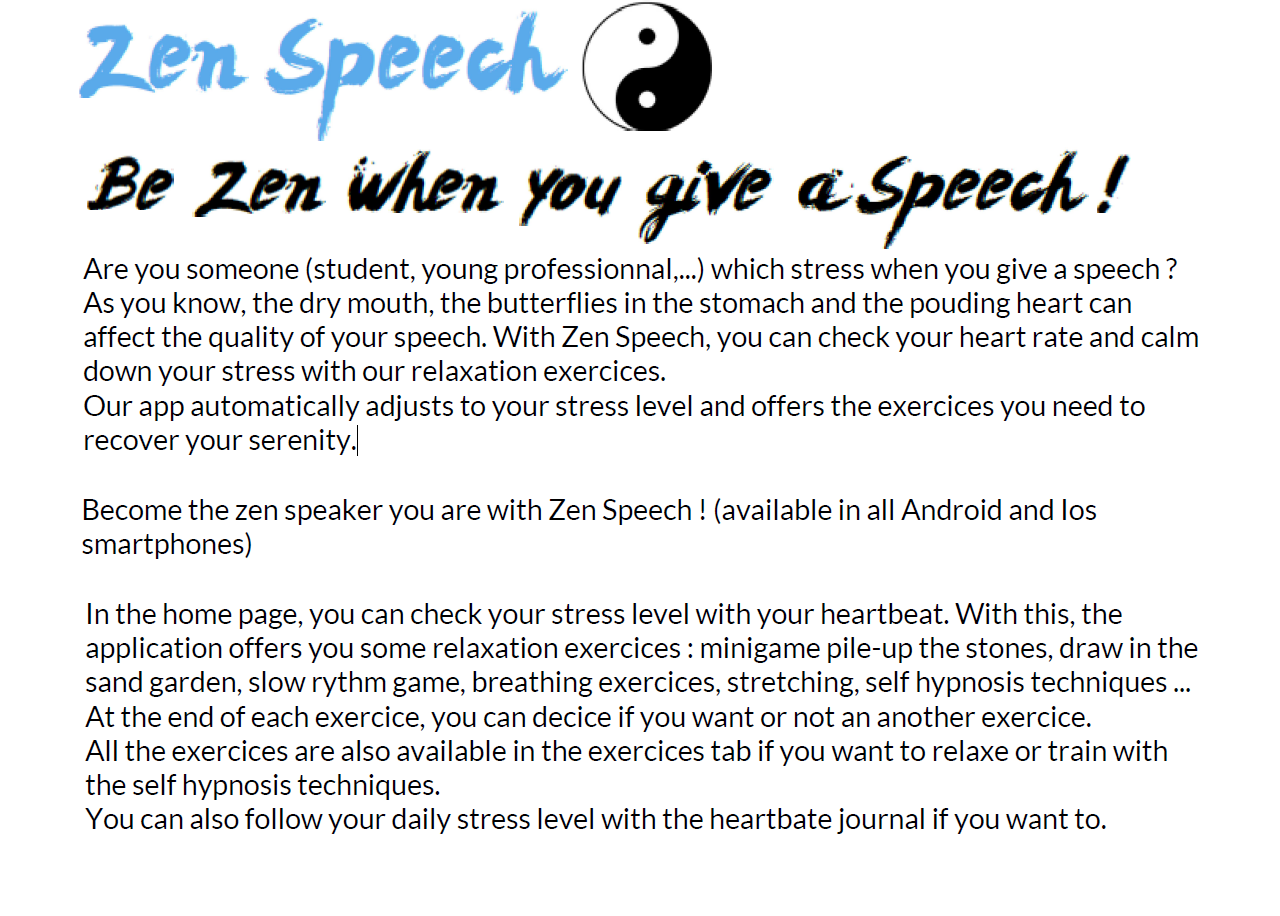 Zen Speech
Be Zen when you give a Speech !
Are you someone (student, young professionnal,...) which stress when you give a speech ?
As you know, the dry mouth, the butterflies in the stomach and the pouding heart can
affect the quality of your speech. With Zen Speech, you can check your heart rate and calm
down your stress with our relaxation exercices.
Our app automatically adjusts to your stress level and offers the exercices you need to
recover your serenity.
Become the zen speaker you are with Zen Speech ! (available in all Android and Ios
smartphones)
In the home page, you can check your stress level with your heartbeat. With this, the
application offers you some relaxation exercices : minigame pile-up the stones, draw in the
sand garden, slow rythm game, breathing exercices, stretching, self hypnosis techniques ...
At the end of each exercice, you can decice if you want or not an another exercice.
All the exercices are also available in the exercices tab if you want to relaxe or train with
the self hypnosis techniques.
You can also follow your daily stress level with the heartbate journal if you want to.